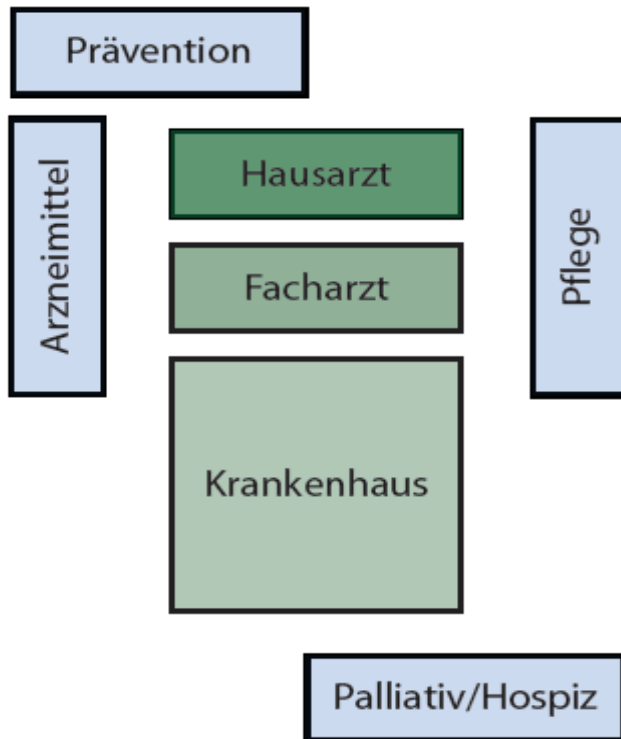 Prävention
Arzneimittel
Hausarzt
Facharzt
Krankenhaus
Pflege
Palliativ/Hospiz